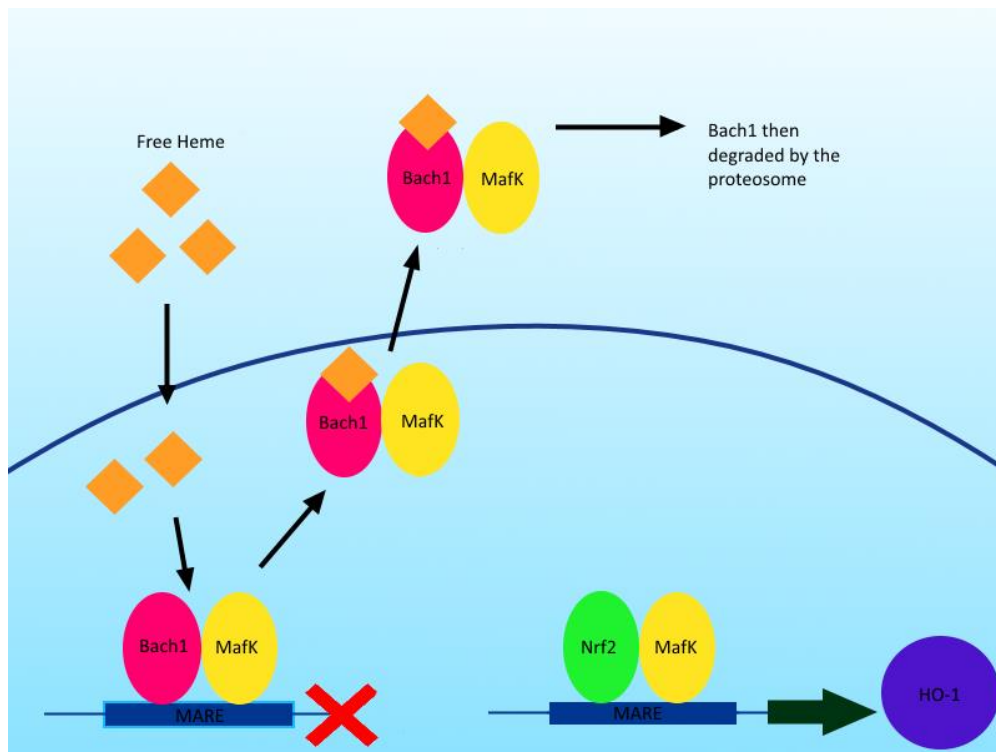 Free Heme
Bach1
MafK
Bach1 then
degraded by the
proteosome
Bach1
MafK
Bach1
MafK
MARE
Nrf2
MafK
MARE
HO-1